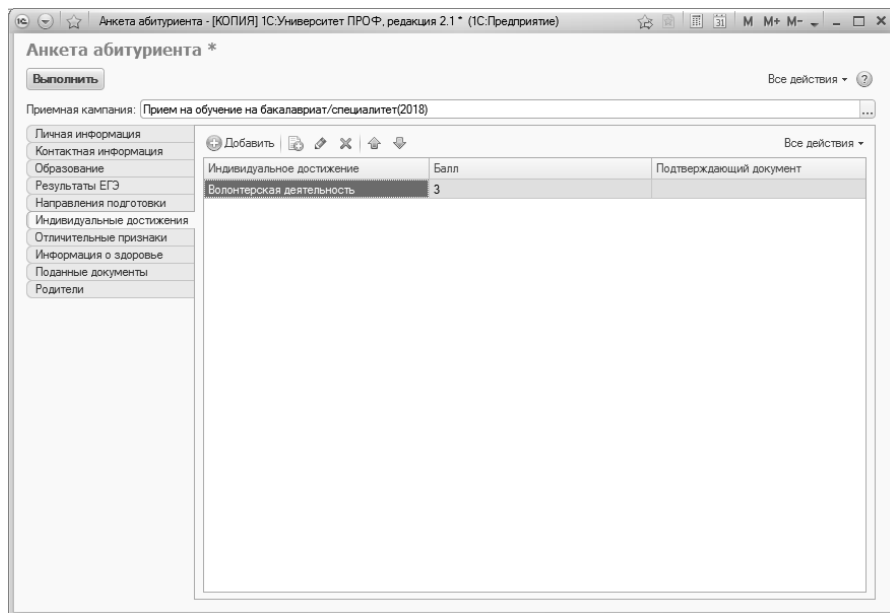 Анкета абитуриента - [КОПИЯ] 1С:Университет ПРОФ, редакция 2.1 * (1С:Предприятие)
M M+ M-
Анкета абитуриента *
Выполнить
Все действия
Приемная кампания: Прием на обучение на бакалавриат/специалитет(2018)
Личная информация
Контактная информация
Образование
Результаты ЕГЭ
Направления подготовки
Индивидуальные достижения
Отличительные признаки
Информация о здоровье
Поданные документы
Родители
Добавить
Все действия
Индивидуальное достижение Балл Подтверждающий документ
Волонтерская деятельность 3